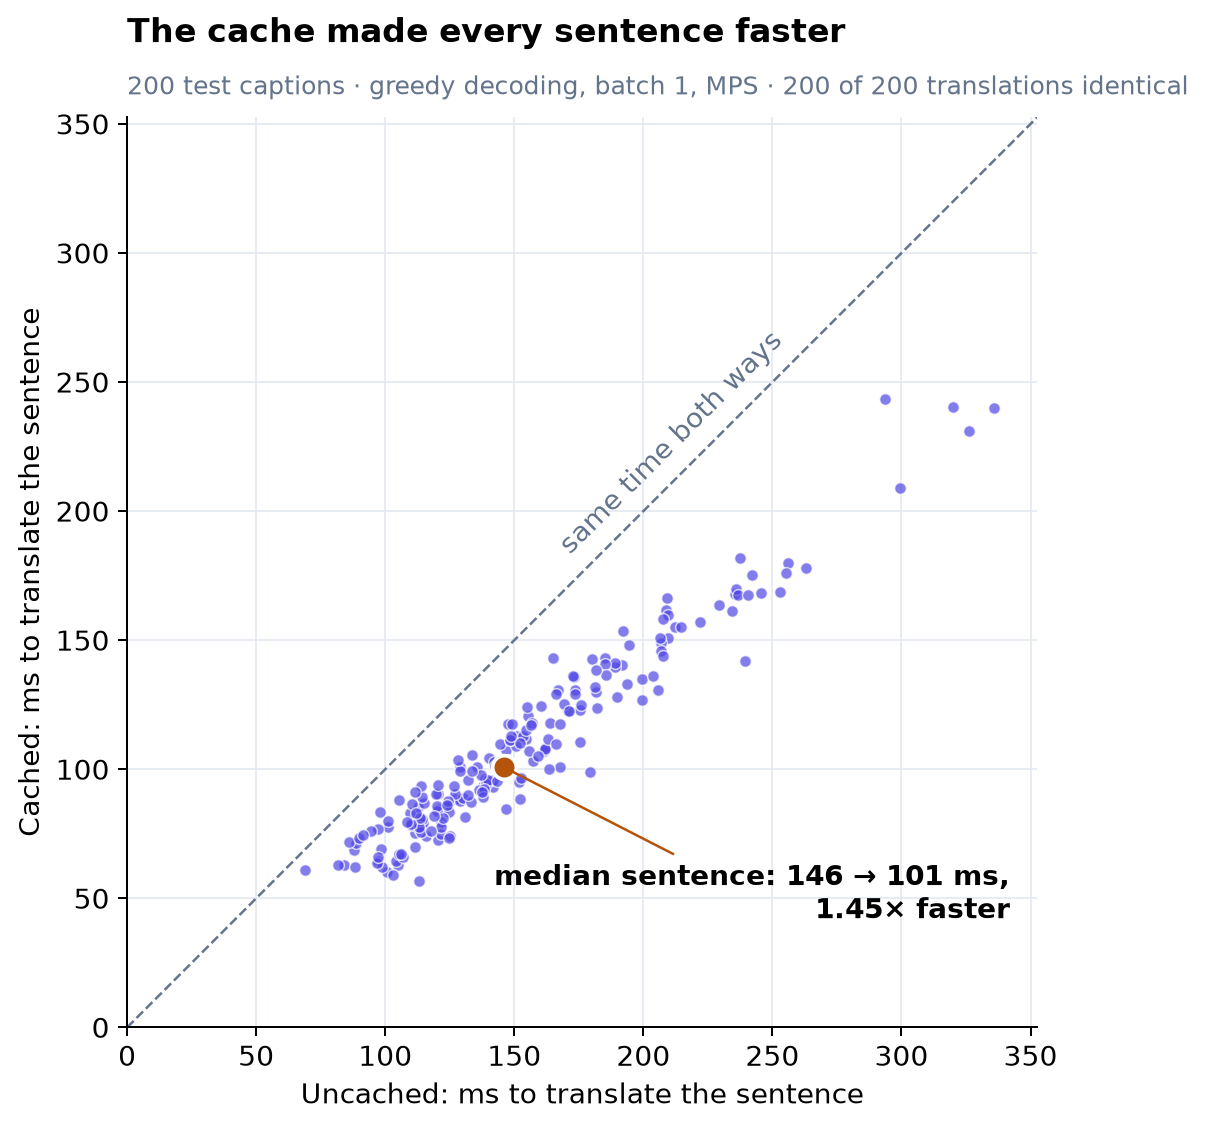 The cache made every sentence faster
200 test captions · greedy decoding, batch 1, MPS · 200 of 200 translations identical
350
300
250
200
150
100
50
0
Cached: ms to translate the sentence
same time both ways
median sentence: 146 → 101 ms,
1.45× faster
0 50 100 150 200 250 300 350
Uncached: ms to translate the sentence